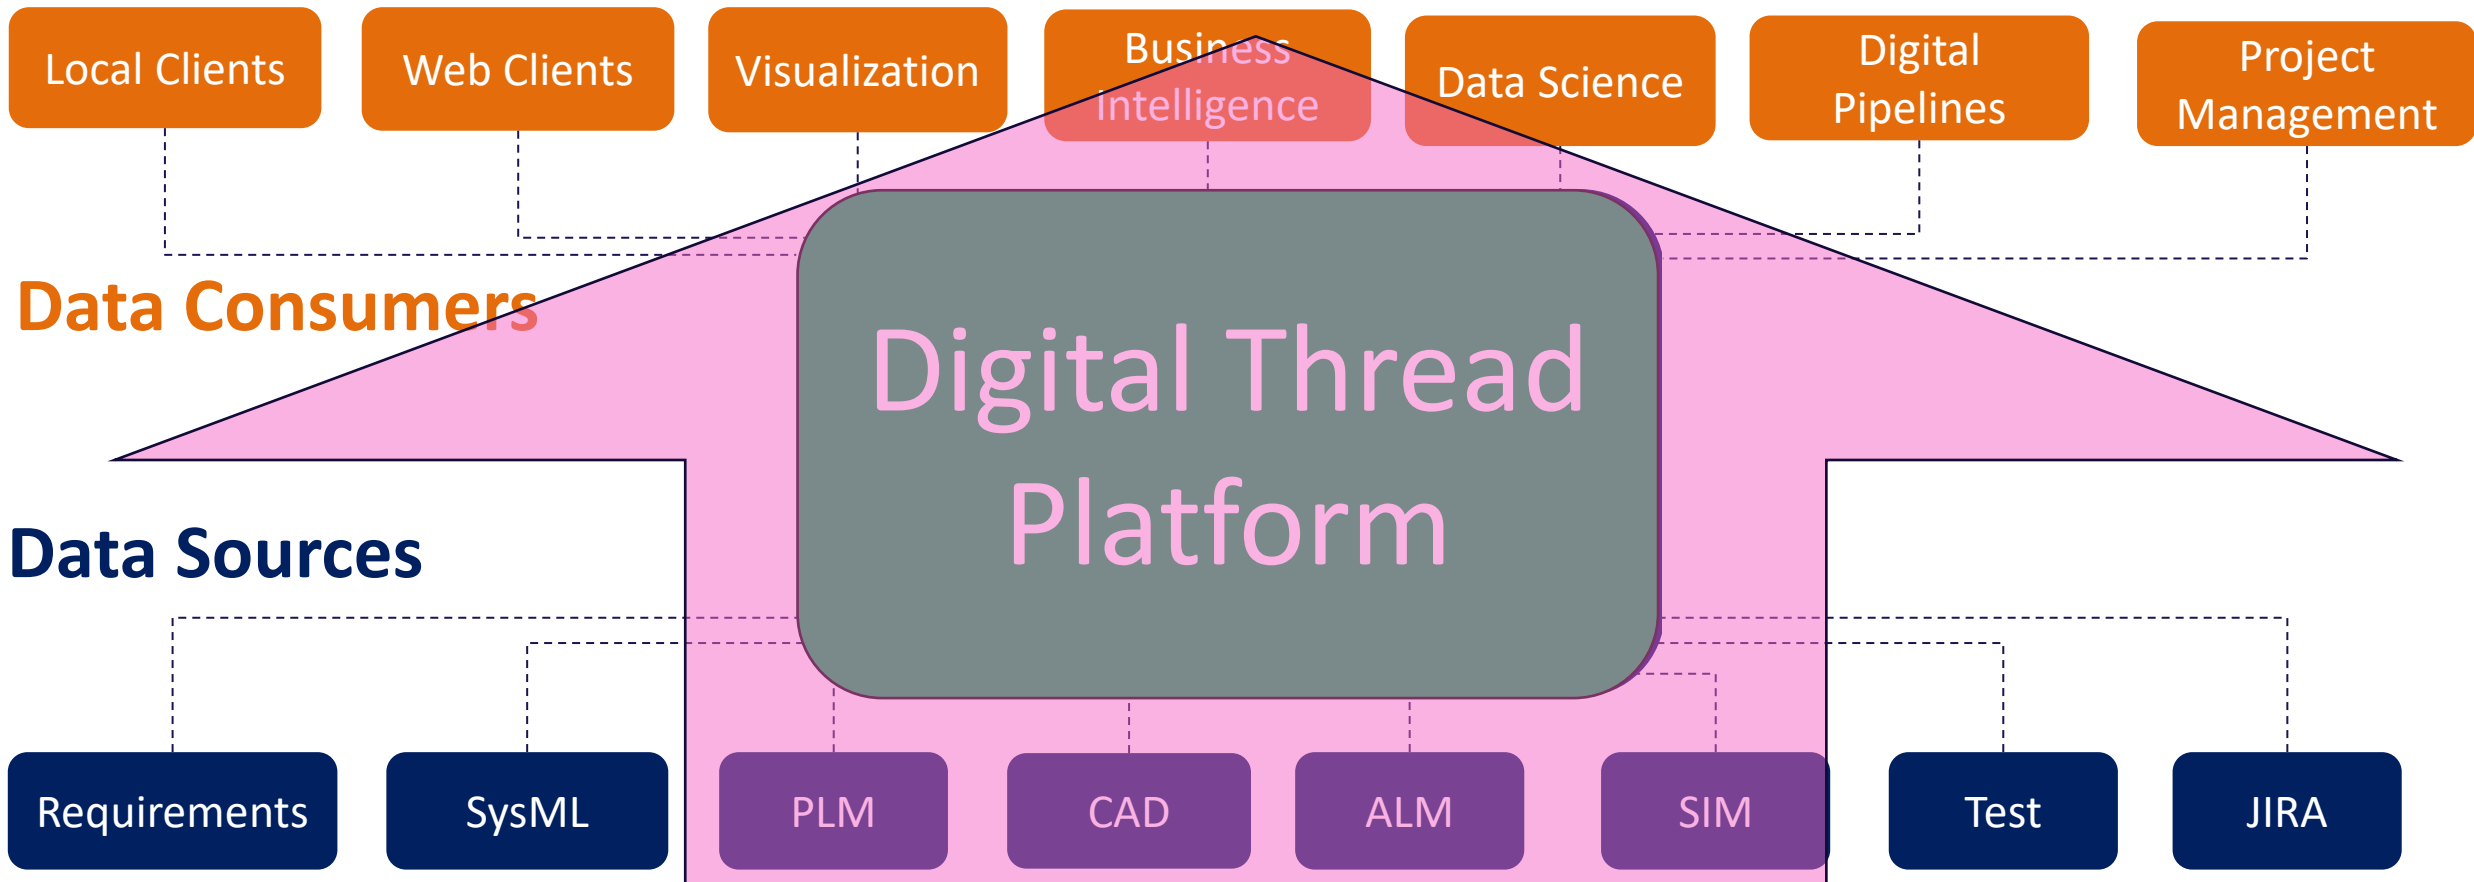 Local Clients
Web Clients
Visualization
Business
Intelligence
Data Science
Digital
Pipelines
Project
Management
Data Consumers
Digital Thread
Platform
Data Sources
Requirements
SysML
PLM
CAD
ALM
SIM
Test
JIRA